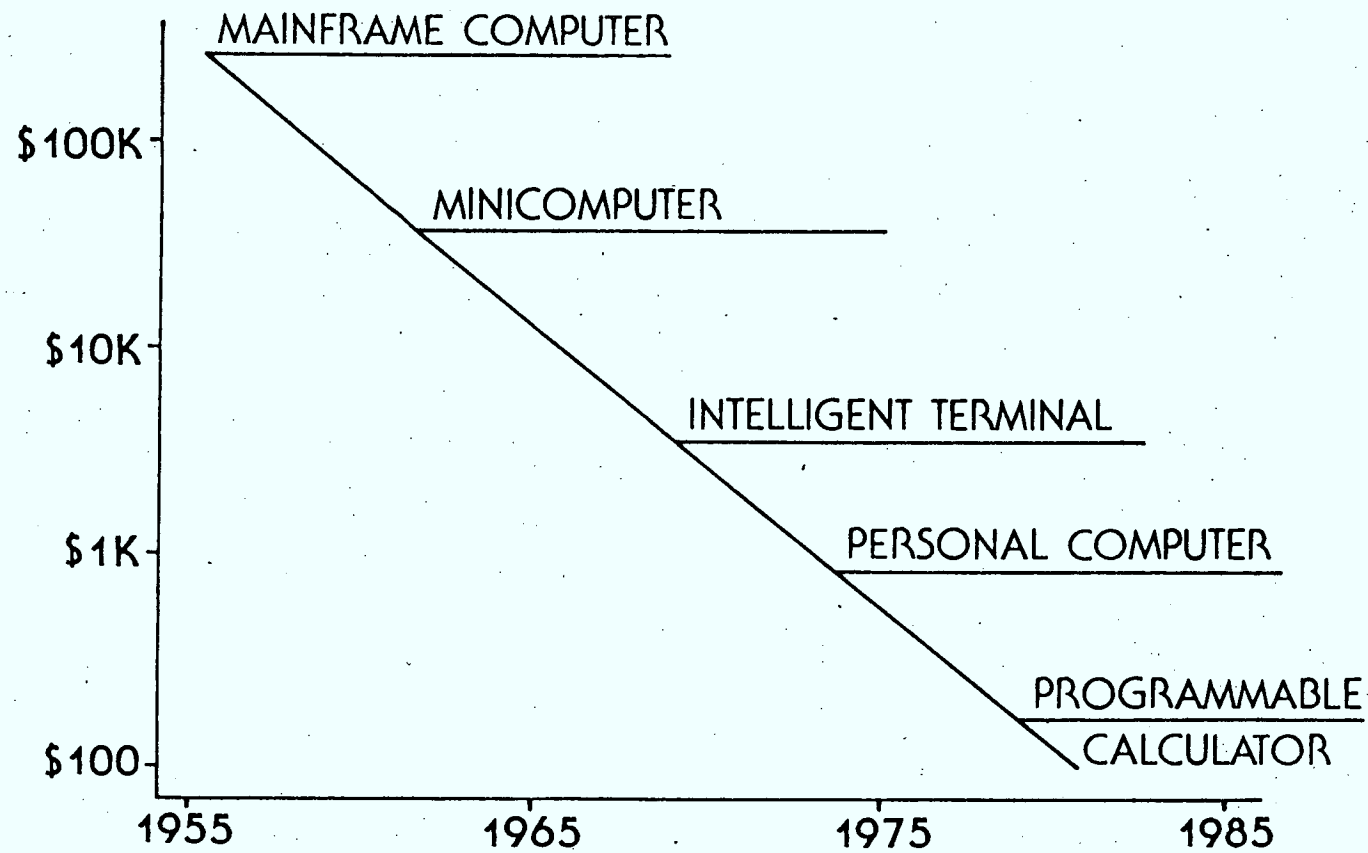 MAINFRAME COMPUTER
$100K
MINICOMPUTER
$10K
INTELLIGENT TERMINAL
$1K
PERSONAL COMPUTER
PROGRAMMABLE
$100
CALCULATOR
1955 1965 1975 1985